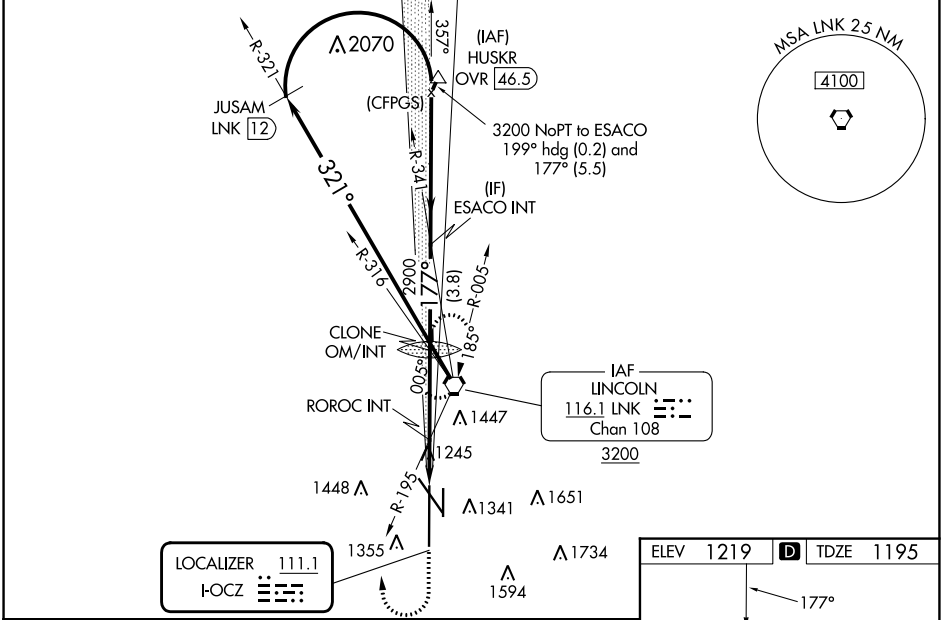 R-321
2070
357°
(IAF)
HUSKR
OVR 46.5
MSA LNK 25 NM
4100
JUSAM
LNK 12
(CFPGS)
3200 NoPT to ESACO
199° hdg (0.2) and
177° (5.5)
R-341
321°
(IF)
ESACO INT
R-316
2900
177°
(3.8)
R-005
CLONE
OM/INT
185°
005°
IAF
LINCOLN
116.1 LNK
Chan 108
3200
ROROC INT
1447
1245
1448
R-195
1341
1651
1355
1734
1594
LOCALIZER 111.1
I-OCZ
ELEV 1219 D TDZE 1195
177°